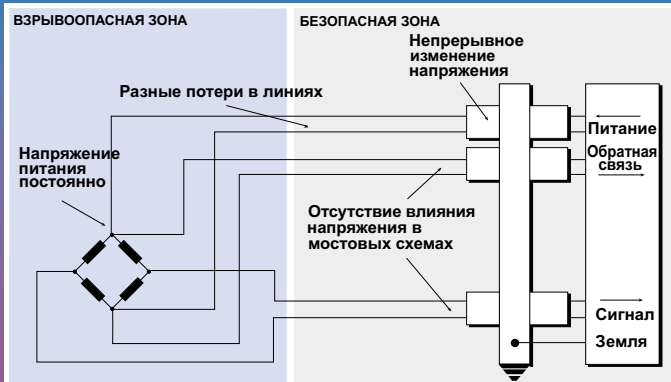 ВЗРЫВООПАСНАЯ ЗОНА
БЕЗОПАСНАЯ ЗОНА
Непрерывное
изменение
напряжения
Разные потери в линиях
Питание
Напряжение
питания
постоянно
Обратная
связь
Отсутствие влияния
напряжения в
мостовых схемах
Сигнал
Земля